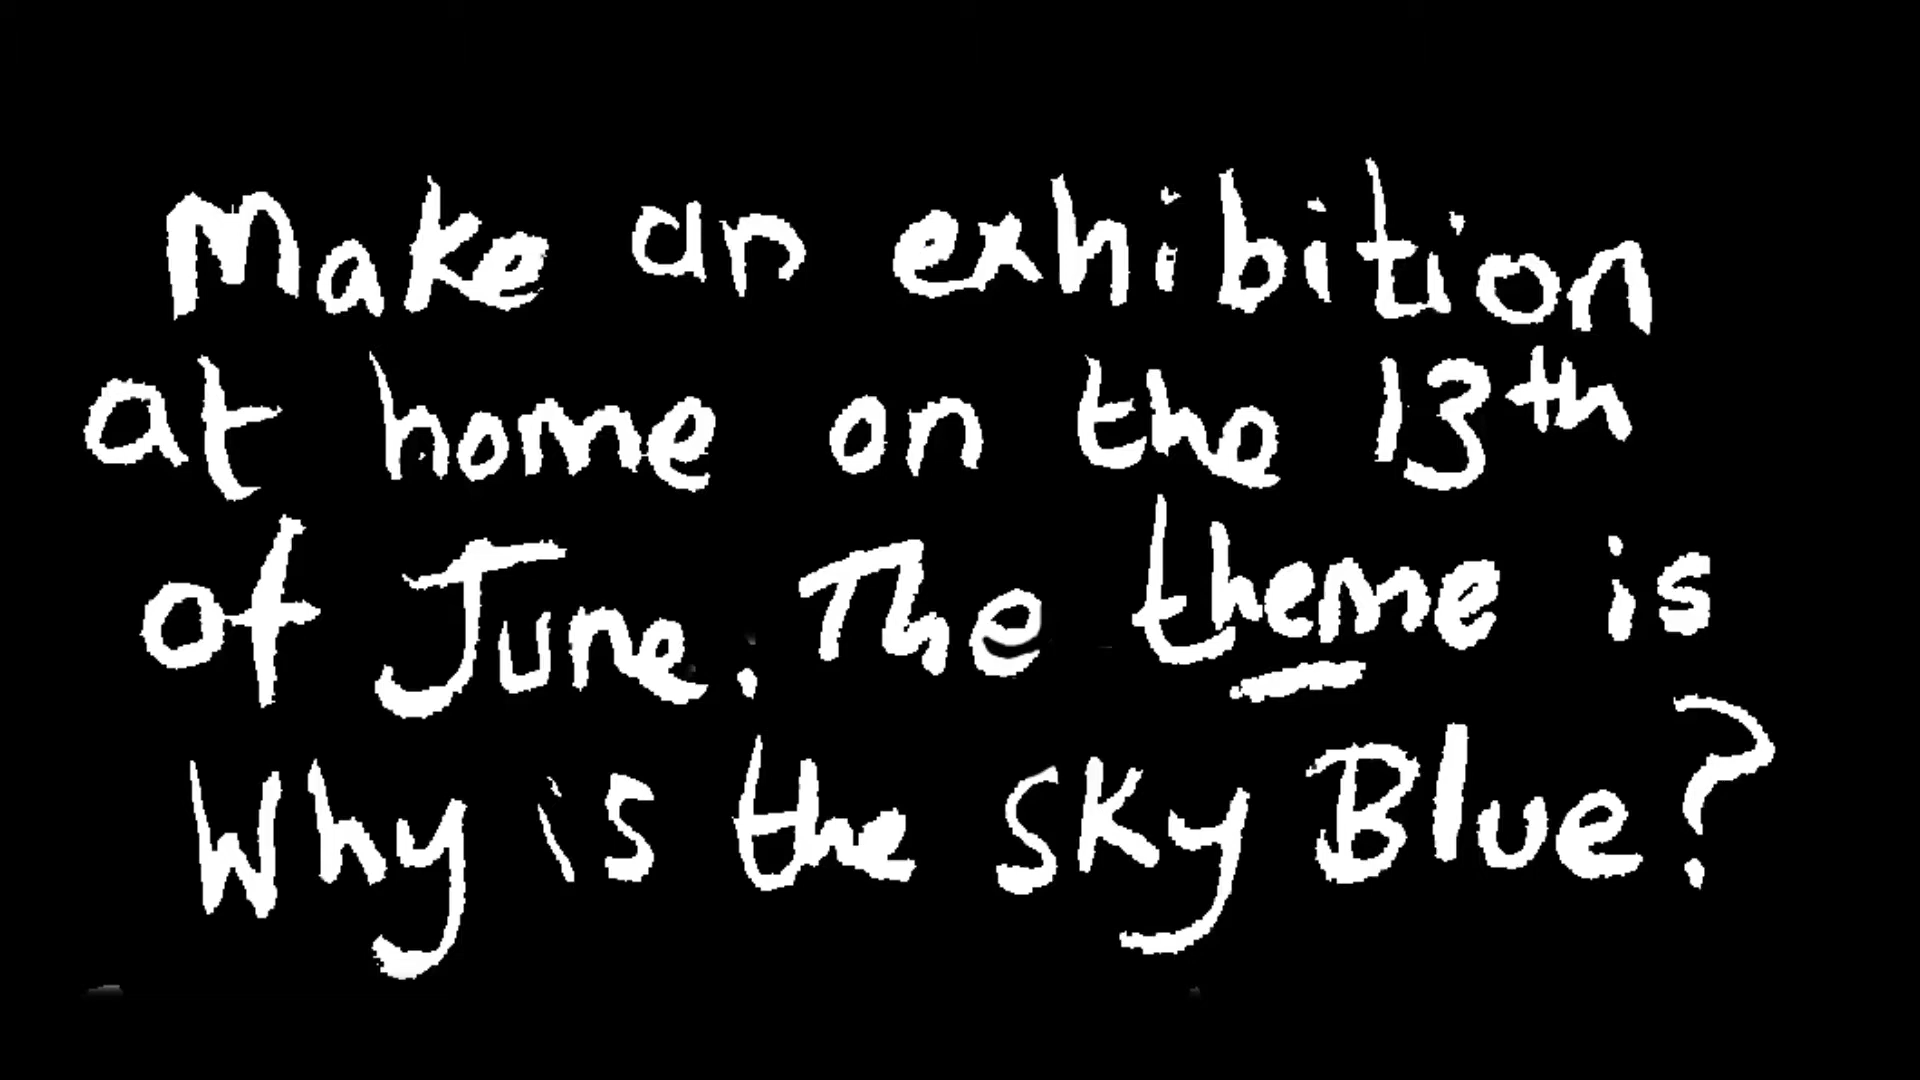 Make an exhibition
at home on the 13th
of June. The theme is
Why is the sky Blue?